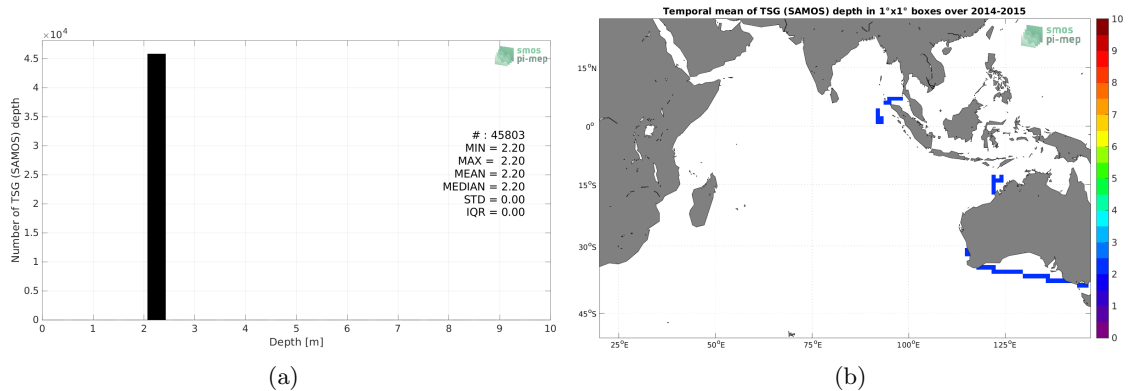 ×10⁴
4.5
4
3.5
3
2.5
2
1.5
1
0.5
0
Number of TSG (SAMOS) depth
smos
pi-mep
# : 45803
MIN = 2.20
MAX = 2.20
MEAN = 2.20
MEDIAN = 2.20
STD = 0.00
IQR = 0.00
0 1 2 3 4 5 6 7 8 9 10
Depth [m]
(a)
Temporal mean of TSG (SAMOS) depth in 1°x1° boxes over 2014-2015
smos
pi-mep
15°N
0°
15°S
30°S
45°S
25°E 50°E 75°E 100°E 125°E
10
9
8
7
6
5
4
3
2
1
0
(b)